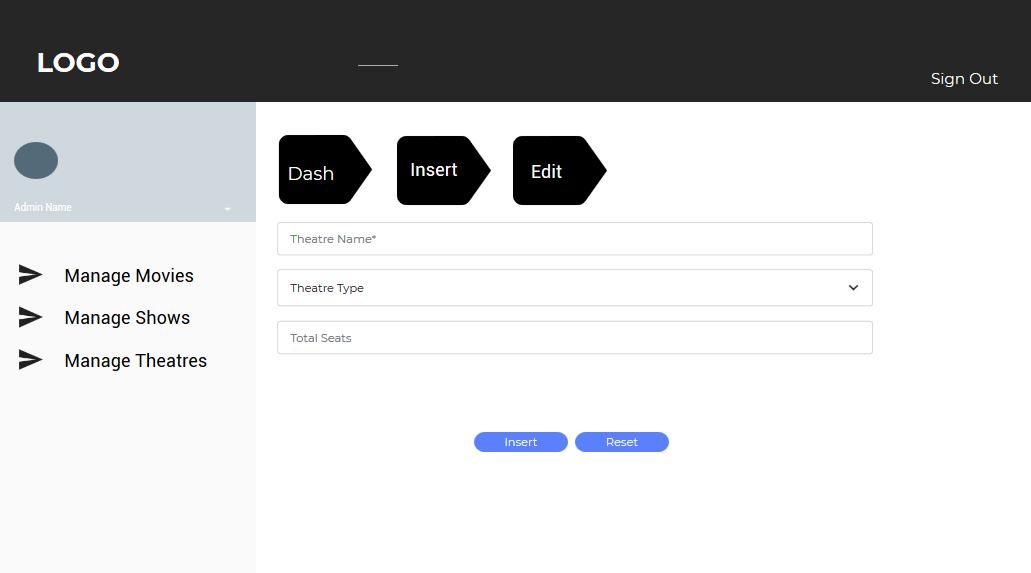 LOGO
Sign Out
Admin Name
Manage Movies
Manage Shows
Manage Theatres
Dash
Insert
Edit
Theatre Name*
Theatre Type
Total Seats
Insert
Reset